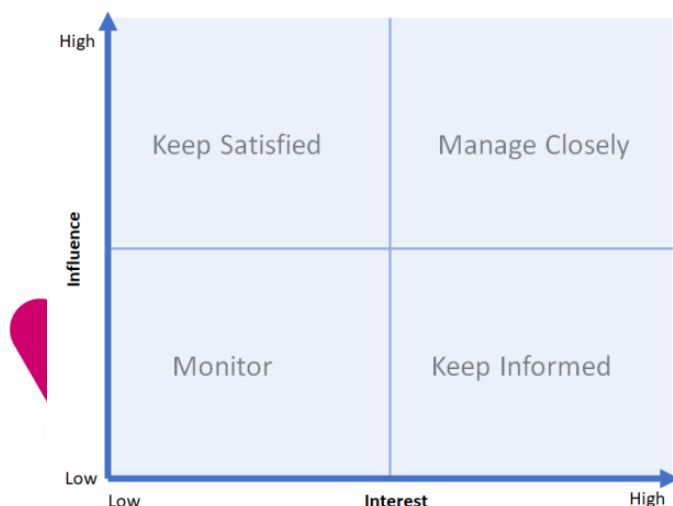 High
Keep Satisfied
Manage Closely
Influence
Monitor
Keep Informed
Low
Low
Interest
High